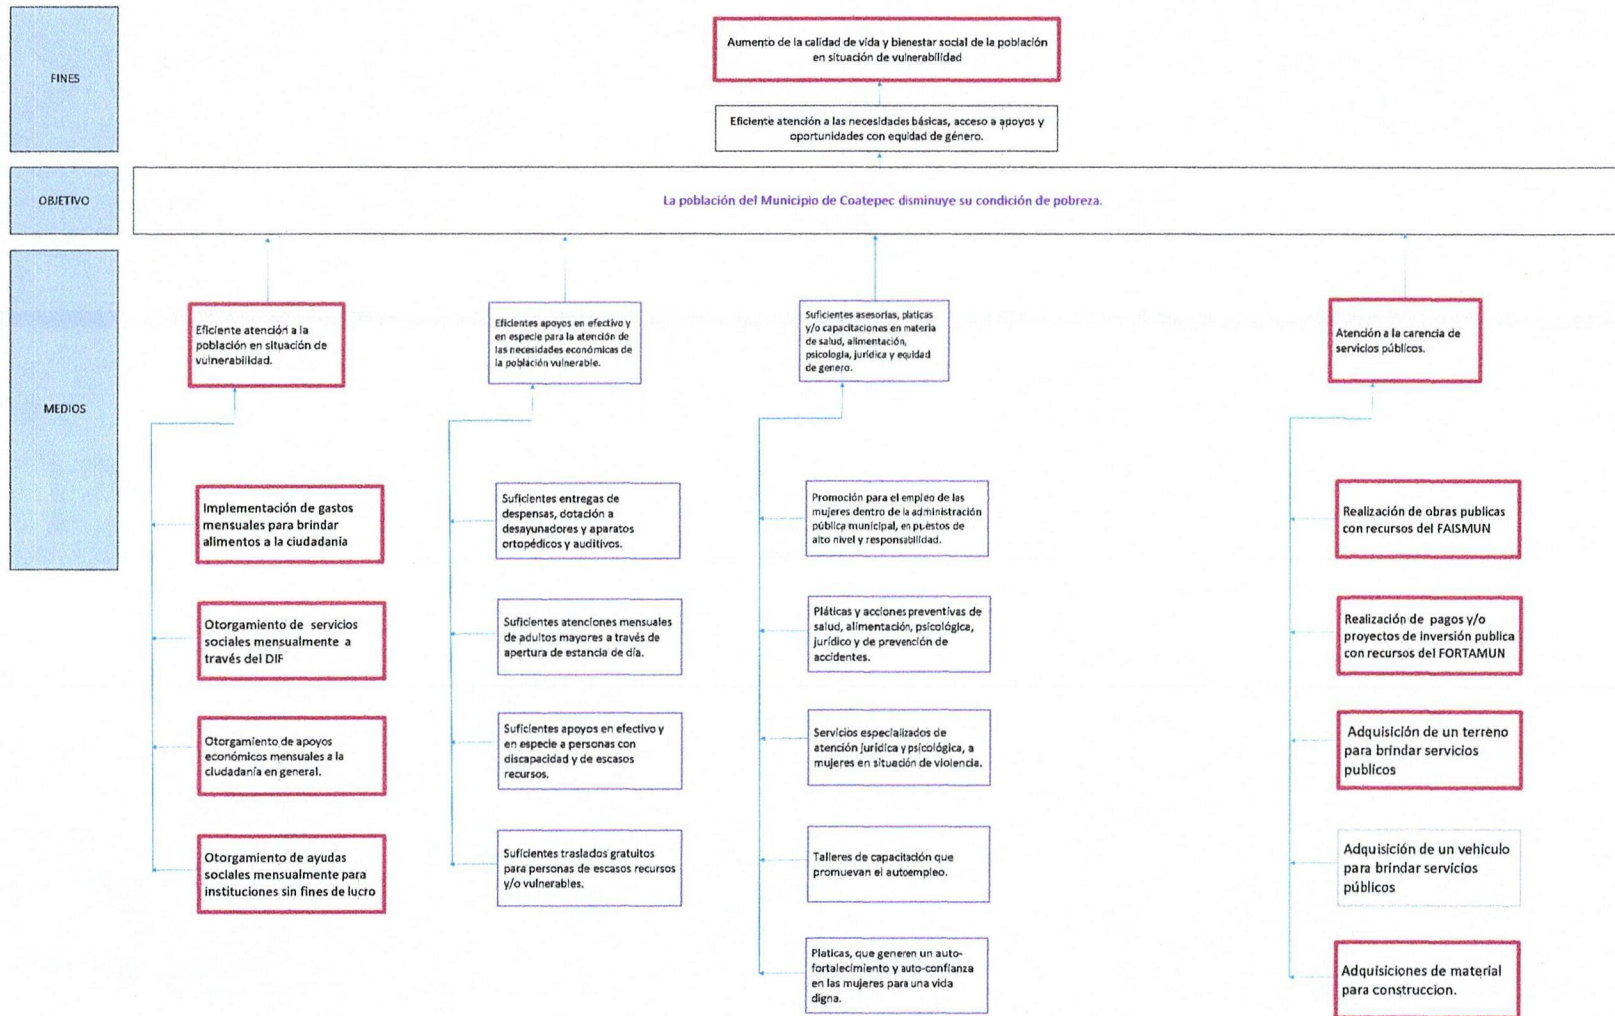 FINES
Aumento de la calidad de vida y bienestar social de la población
en situación de vulnerabilidad
Eficiente atención a las necesidades básicas, acceso a apoyos y
oportunidades con equidad de género.
OBJETIVO
La población del Municipio de Coatepec disminuye su condición de pobreza.
MEDIOS
Eficiente atención a la
población en situación de
vulnerabilidad.
Implementación de gastos
mensuales para brindar
alimentos a la ciudadanía
Otorgamiento de servicios
sociales mensualmente a
través del DIF
Otorgamiento de apoyos
económicos mensuales a la
ciudadanía en general.
Otorgamiento de ayudas
sociales mensualmente para
instituciones sin fines de lucro
Eficientes apoyos en efectivo y
en especie para la atención de
las necesidades económicas de
la población vulnerable.
Suficientes entregas de
despensas, dotación a
desayunadores y aparatos
ortopédicos y auditivos.
Suficientes atenciones mensuales
de adultos mayores a través de
apertura de estancia de día.
Suficientes apoyos en efectivo y
en especie a personas con
discapacidad y de escasos
recursos.
Suficientes traslados gratuitos
para personas de escasos recursos
y/o vulnerables.
Suficientes asesorías, platicas
y/o capacitaciones en materia
de salud, alimentación,
psicología, jurídica y equidad
de genero.
Promoción para el empleo de las
mujeres dentro de la administración
pública municipal, en puestos de
alto nivel y responsabilidad.
Pláticas y acciones preventivas de
salud, alimentación, psicológica,
jurídico y de prevención de
accidentes.
Servicios especializados de
atención jurídica y psicológica, a
mujeres en situación de violencia.
Talleres de capacitación que
promuevan el autoempleo.
Platicas, que generen un auto-
fortalecimiento y auto-confianza
en las mujeres para una vida
digna.
Atención a la carencia de
servicios públicos.
Realización de obras publicas
con recursos del FAISMUN
Realización de pagos y/o
proyectos de inversión publica
con recursos del FORTAMUN
Adquisición de un terreno
para brindar servicios
publicos
Adquisición de un vehículo
para brindar servicios
públicos
Adquisiciones de material
para construccion.